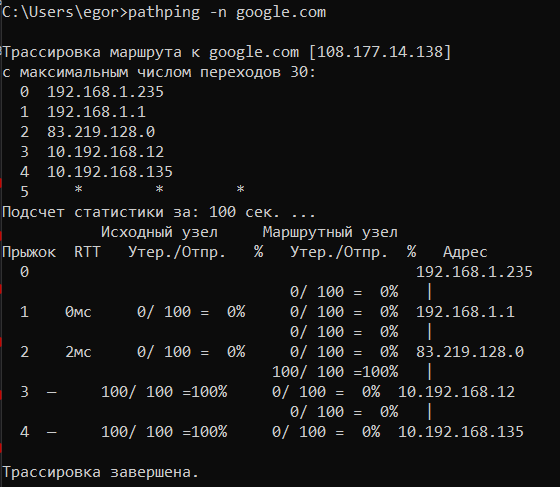 C:\Users\egor>pathping -n google.com
Трассировка маршрута к google.com [108.177.14.138]
с максимальным числом переходов 30:
  0  192.168.1.235
  1  192.168.1.1
  2  83.219.128.0
  3  10.192.168.12
  4  10.192.168.135
  5     *        *        *
Подсчет статистики за: 100 сек. ...
           Исходный узел     Маршрутный узел
Прыжок  RTT   Утер./Отпр.   %   Утер./Отпр.  %   Адрес
  0                                           192.168.1.235
                                0/ 100 =  0%   |
  1    0мс     0/ 100 =  0%     0/ 100 =  0%  192.168.1.1
                                0/ 100 =  0%   |
  2    2мс     0/ 100 =  0%     0/ 100 =  0%  83.219.128.0
                              100/ 100 =100%   |
  3  —     100/ 100 =100%     0/ 100 =  0%  10.192.168.12
                                0/ 100 =  0%   |
  4  —     100/ 100 =100%     0/ 100 =  0%  10.192.168.135
Трассировка завершена.